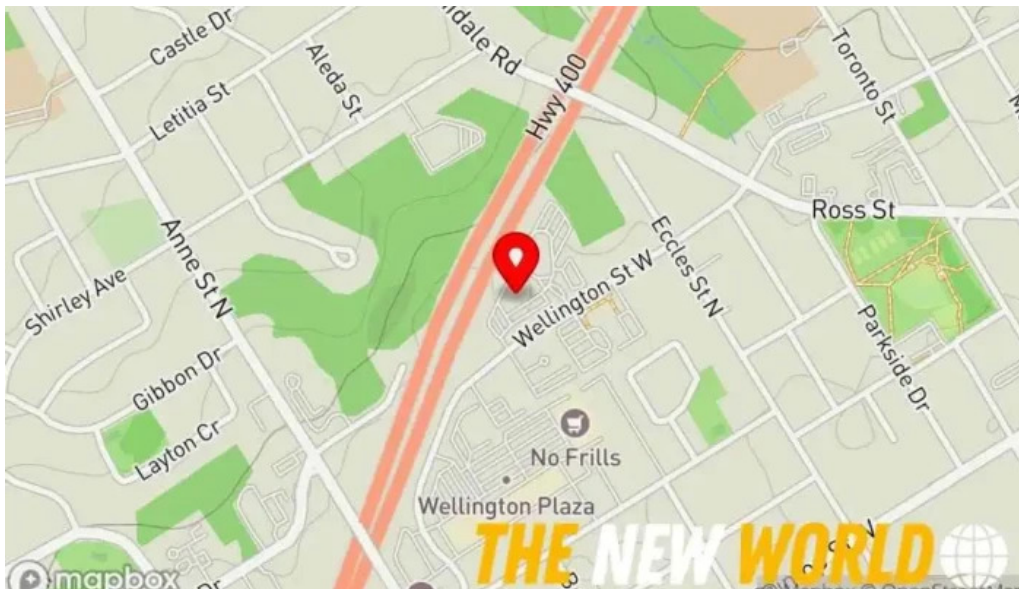 Castle Dr
Aleda St
dale Rd
Hwy 400
Toronto St
Letitia St
Ross St
Anne St N
Eccles St N
Shirley Ave
Wellington St W
Parkside Dr
Gibbon Dr
Layton Cr
No Frills
Wellington Plaza
THE NEW WORLD
mapbox
Dr